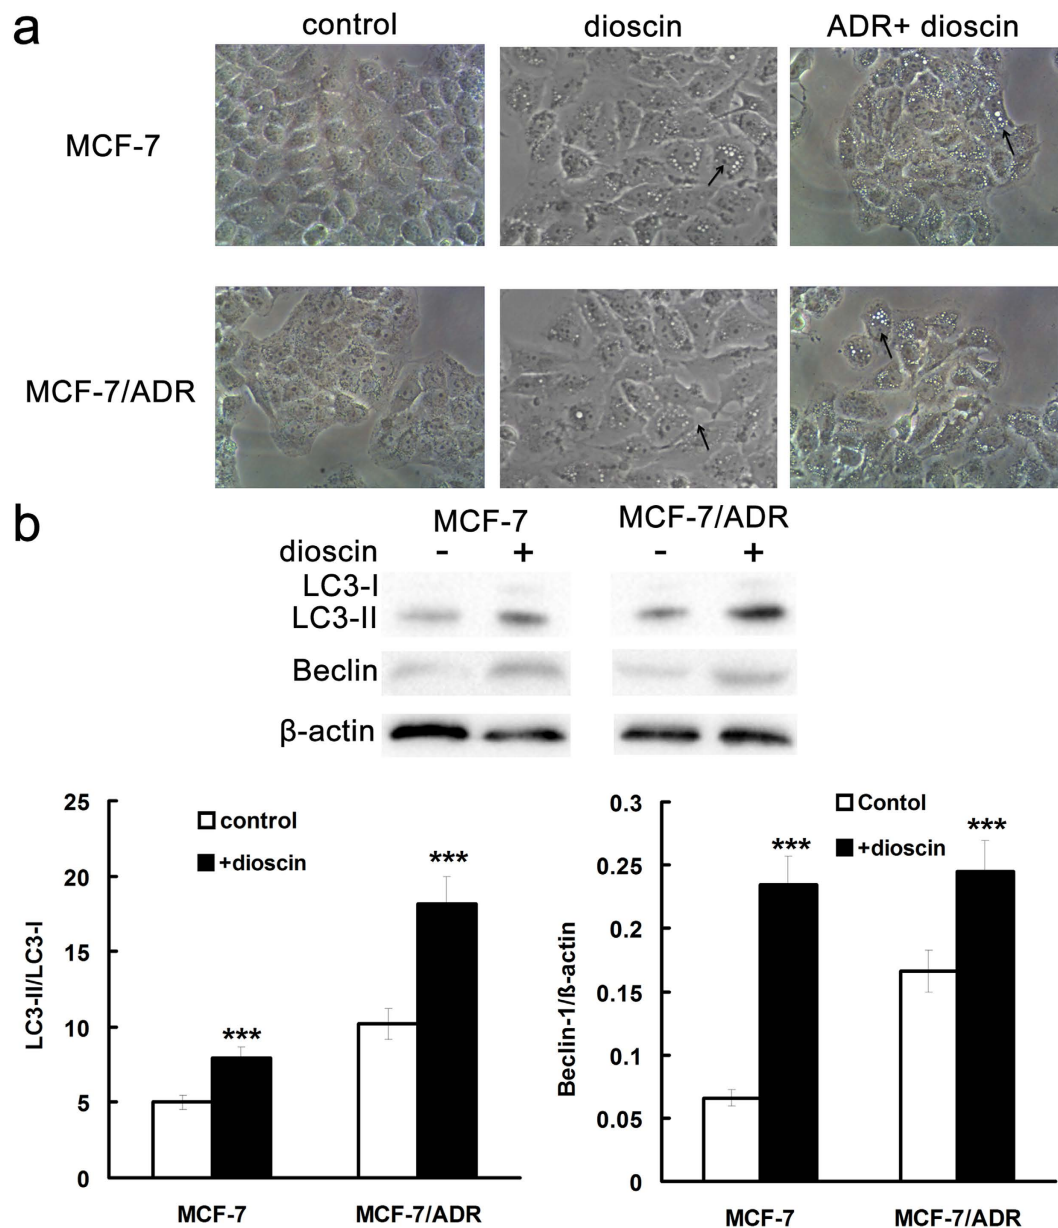 a
control
dioscin
ADR+ dioscin
MCF-7
MCF-7/ADR
b
MCF-7
MCF-7/ADR
dioscin
-
+
-
+
LC3-I
LC3-II
Beclin
β-actin
25
20
15
10
5
0
LC3-II/LC3-I
control
+dioscin
***
***
MCF-7
MCF-7/ADR
0.3
0.25
0.2
0.15
0.1
0.05
0
Beclin-1/ß-actin
Contol
+dioscin
***
***
MCF-7
MCF-7/ADR